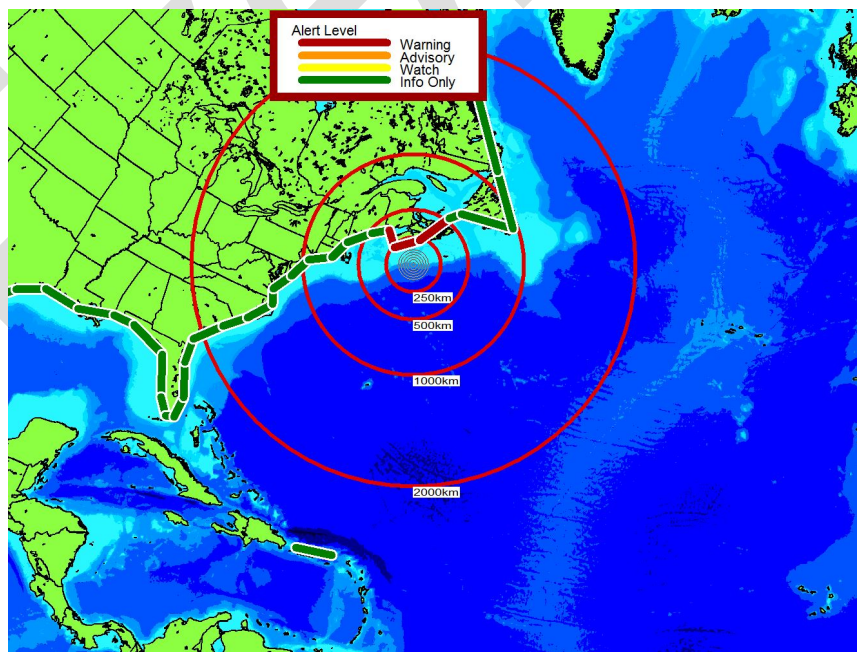 Alert Level
Warning
Advisory
Watch
Info Only
250km
500km
1000km
2000km